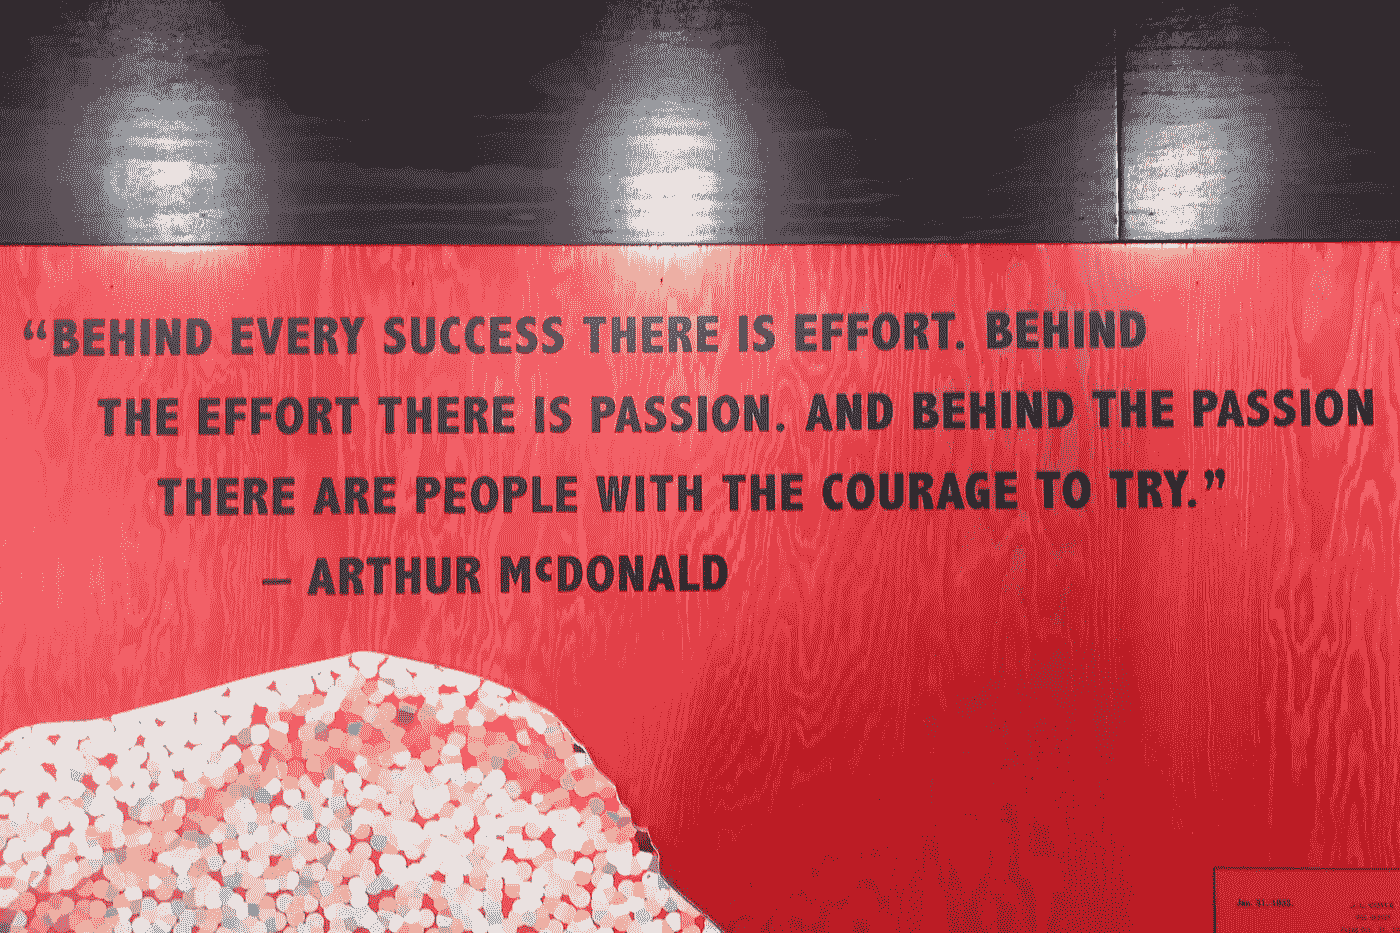 “BEHIND EVERY SUCCESS THERE IS EFFORT. BEHIND
THE EFFORT THERE IS PASSION. AND BEHIND THE PASSION
THERE ARE PEOPLE WITH THE COURAGE TO TRY.”
– ARTHUR McDONALD